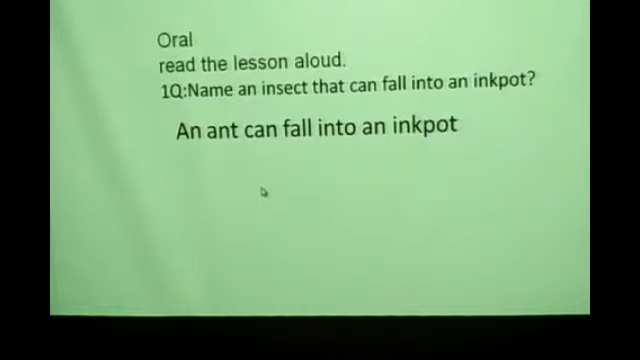 Oral
read the lesson aloud.
1Q:Name an insect that can fall into an inkpot?
An ant can fall into an inkpot